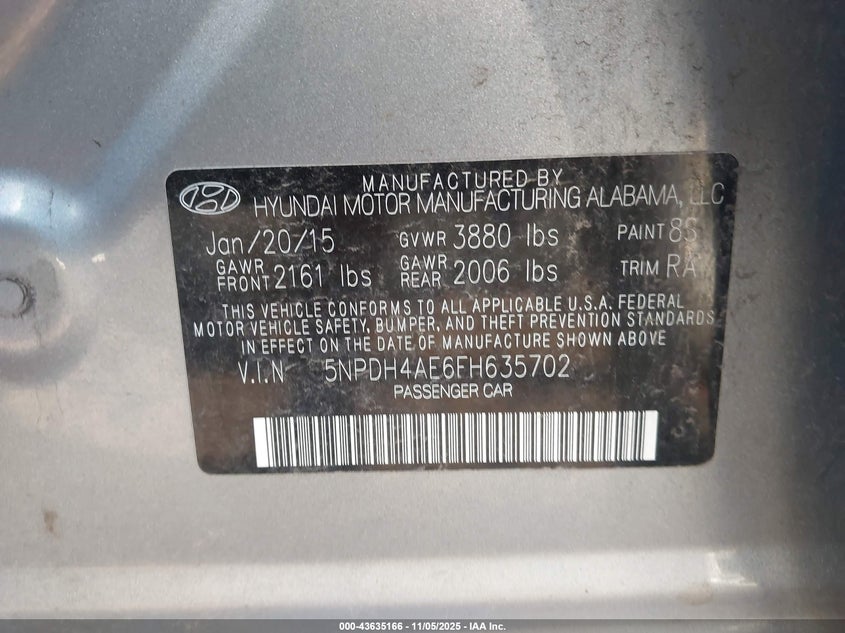 MANUFACTURED BY
HYUNDAI MOTOR MANUFACTURING ALABAMA, LLC
Jan/20/15 GVWR 3880 lbs PAINT 8S
GAWR FRONT 2161 lbs GAWR REAR 2006 lbs TRIM RA
THIS VEHICLE CONFORMS TO ALL APPLICABLE U.S.A. FEDERAL
MOTOR VEHICLE SAFETY, BUMPER, AND THEFT PREVENTION STANDARDS
IN EFFECT ON THE DATE OF MANUFACTURE SHOWN ABOVE
V.I.N 5NPDH4AE6FH635702
PASSENGER CAR
000-43635166 - 11/05/2025 - IAA Inc.